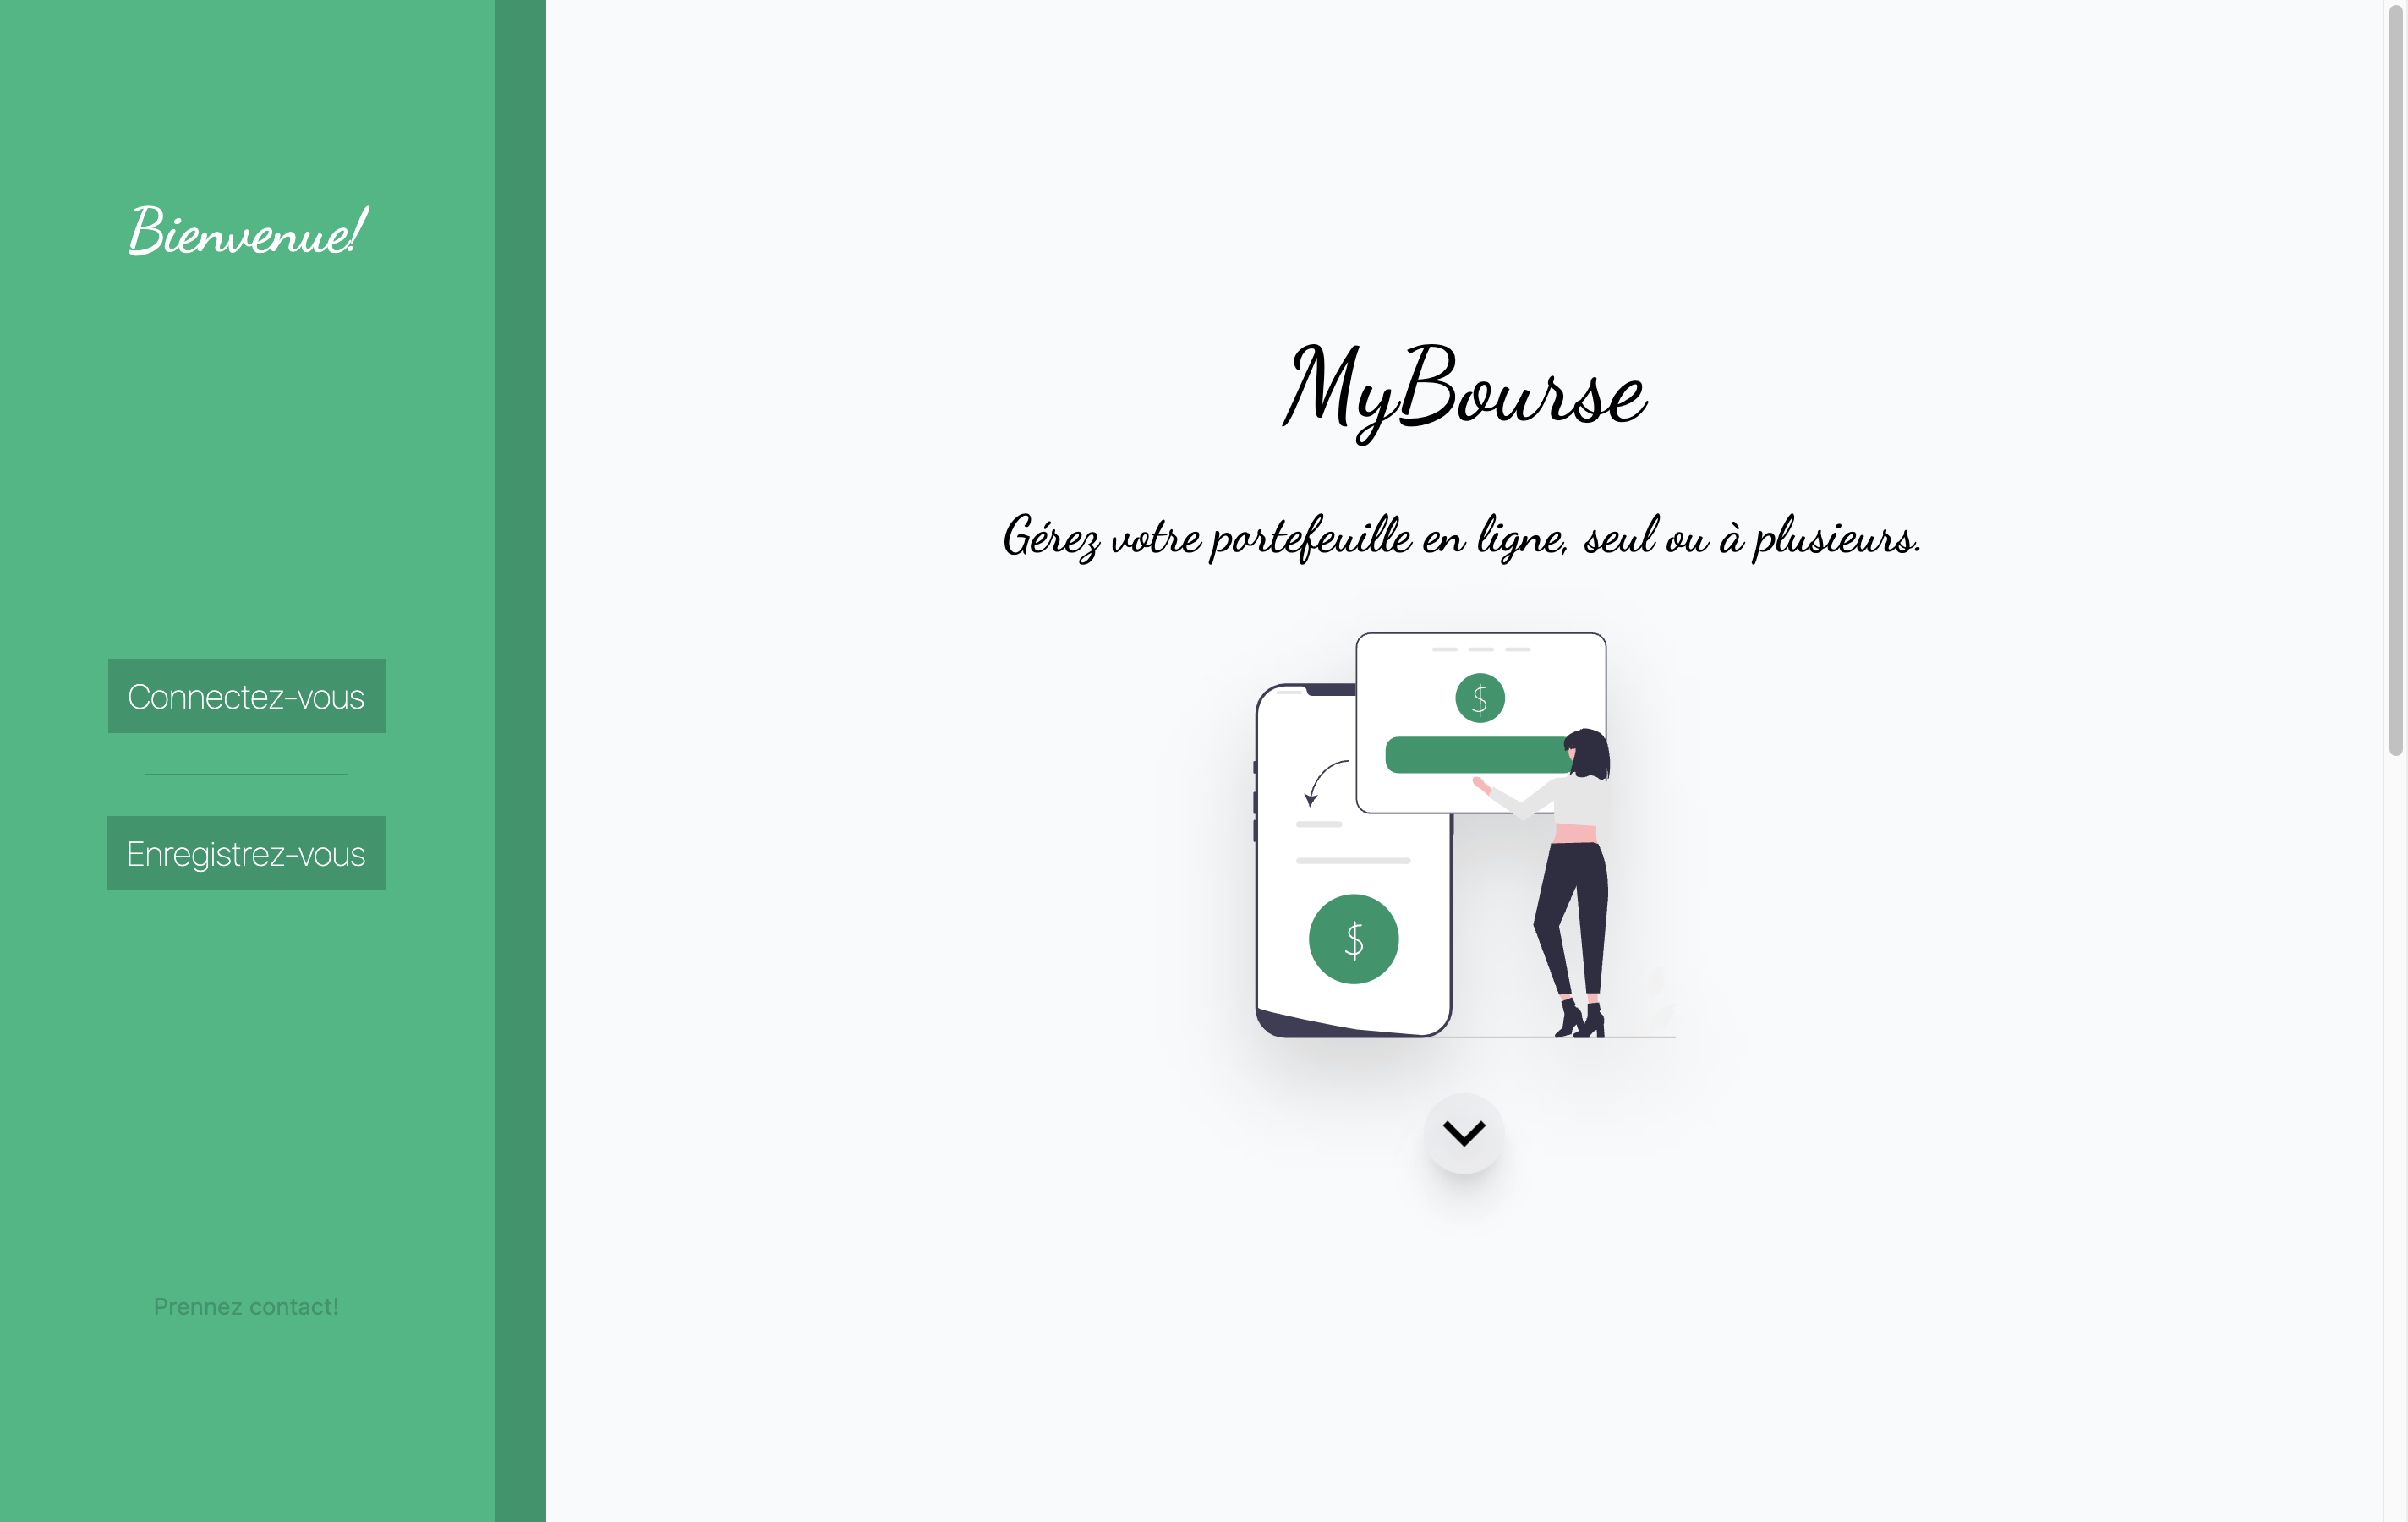 Bienvenue!
Connectez-vous
Enregistrez-vous
Prennez contact!
MyBourse
Gérez votre portefeuille en ligne, seul ou à plusieurs.
$
$